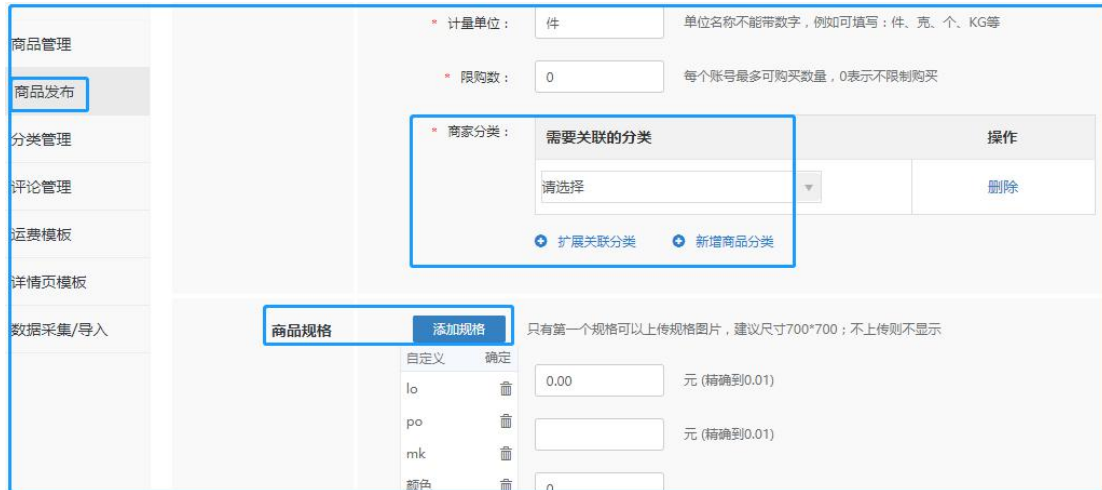 商品管理
商品发布
分类管理
评论管理
运费模板
详情页模板
数据采集/导入
* 计量单位： 件 单位名称不能带数字，例如可填写：件、克、个、KG等
* 限购数： 0 每个账号最多可购买数量，0表示不限制购买
* 商家分类： 需要关联的分类 操作
请选择 删除
扩展关联分类 新增商品分类
商品规格 添加规格 只有第一个规格可以上传规格图片，建议尺寸700*700；不上传则不显示
自定义 确定
lo 0.00 元 (精确到0.01)
po 元 (精确到0.01)
mk
颜色 0